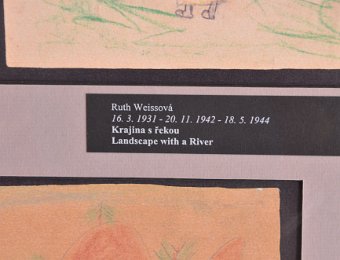 Ruth Weissová
16. 3. 1931 - 20. 11. 1942 - 18. 5. 1944
Krajina s řekou
Landscape with a River